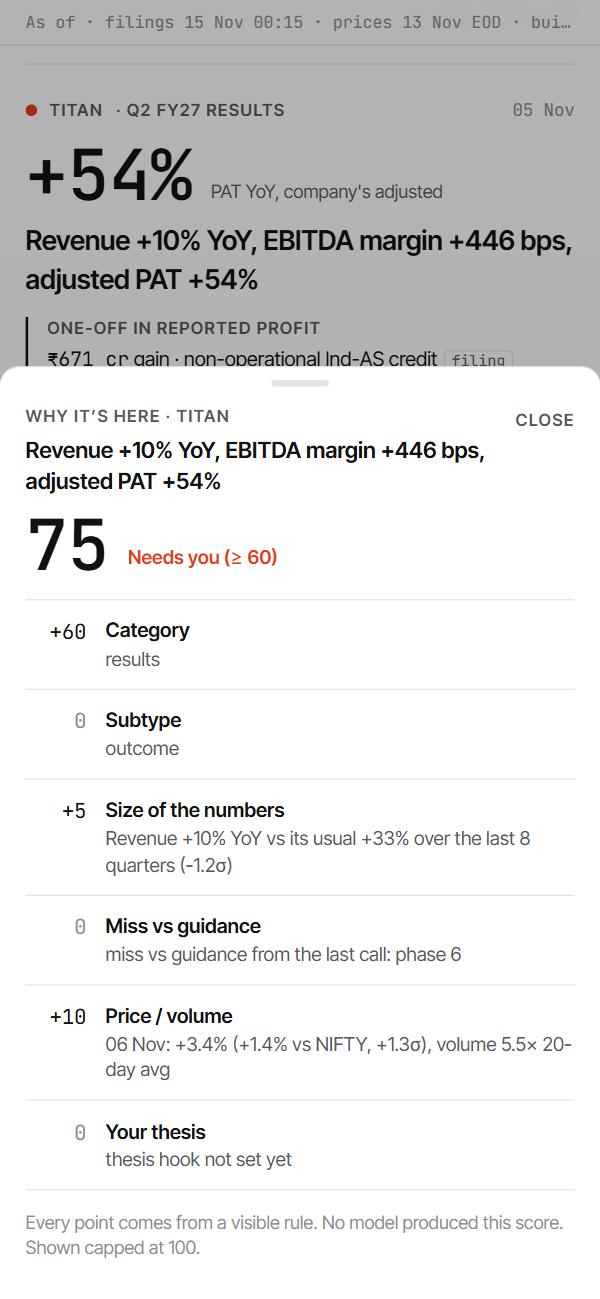 As of · filings 15 Nov 00:15 · prices 13 Nov EOD · bui…
TITAN · Q2 FY27 RESULTS 05 Nov
+54% PAT YoY, company's adjusted
Revenue +10% YoY, EBITDA margin +446 bps,
adjusted PAT +54%
ONE-OFF IN REPORTED PROFIT
₹671 cr gain · non-operational Ind-AS credit filing
WHY IT’S HERE · TITAN
CLOSE
Revenue +10% YoY, EBITDA margin +446 bps,
adjusted PAT +54%
75 Needs you (≥ 60)
+60 Category
results
0 Subtype
outcome
+5 Size of the numbers
Revenue +10% YoY vs its usual +33% over the last 8
quarters (-1.2σ)
0 Miss vs guidance
miss vs guidance from the last call: phase 6
+10 Price / volume
06 Nov: +3.4% (+1.4% vs NIFTY, +1.3σ), volume 5.5× 20-
day avg
0 Your thesis
thesis hook not set yet
Every point comes from a visible rule. No model produced this score.
Shown capped at 100.